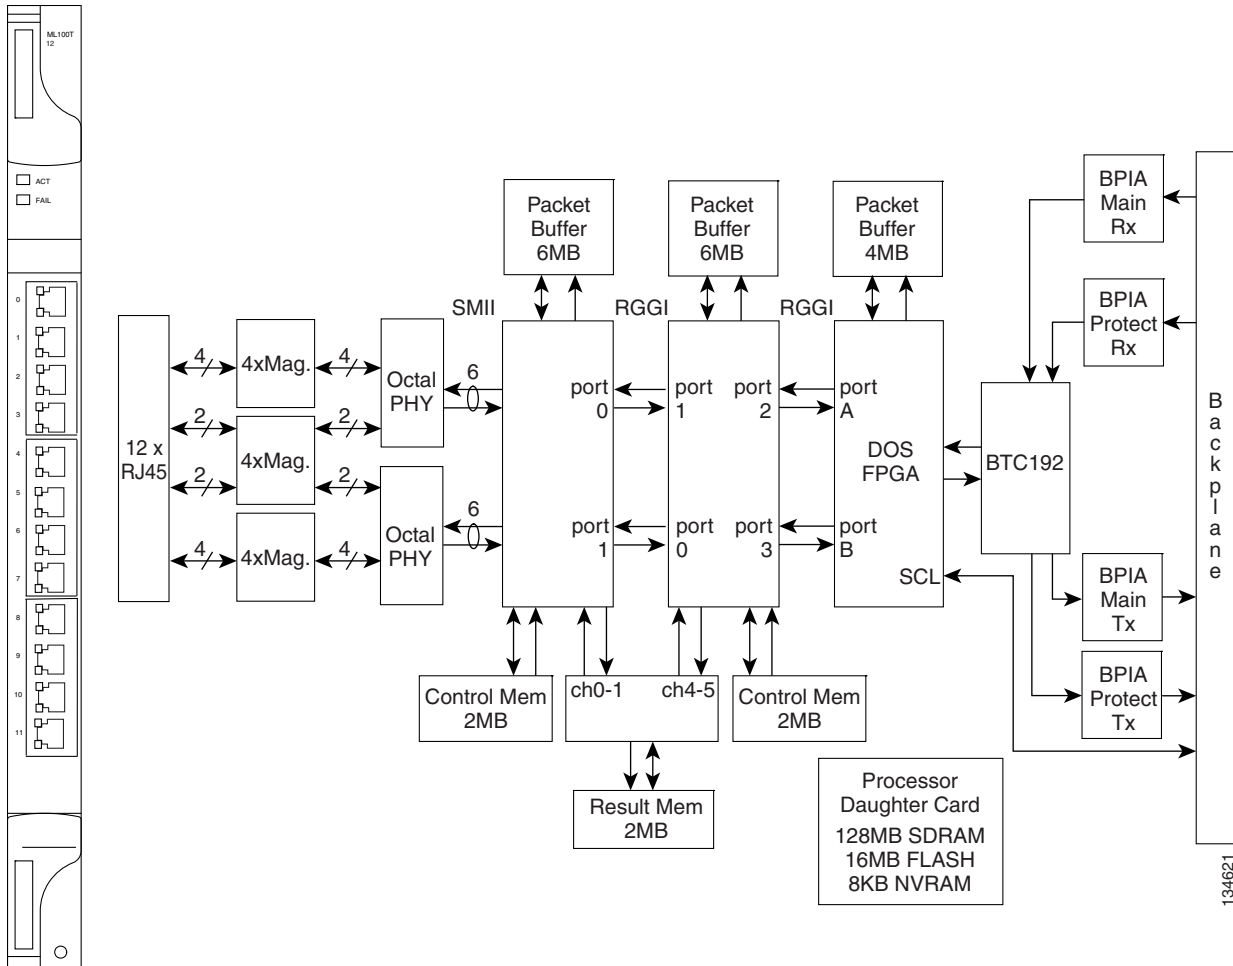 ML100T
12
ACT
FAIL
0
1
2
3
4
5
6
7
8
9
10
11
12 x
RJ45
4
2
2
4
4xMag.
4xMag.
4xMag.
4
2
2
4
Octal
PHY
Octal
PHY
6
6
SMII
Packet
Buffer
6MB
port
0
port
1
RGGI
Packet
Buffer
6MB
port
1
port
0
port
2
port
3
RGGI
Packet
Buffer
4MB
port
A
DOS
FPGA
port
B
SCL
BTC192
BPIA
Main
Rx
BPIA
Protect
Rx
BPIA
Main
Tx
BPIA
Protect
Tx
Backplane
Control Mem
2MB
ch0-1
ch4-5
Control Mem
2MB
Result Mem
2MB
Processor
Daughter Card
128MB SDRAM
16MB FLASH
8KB NVRAM
134621